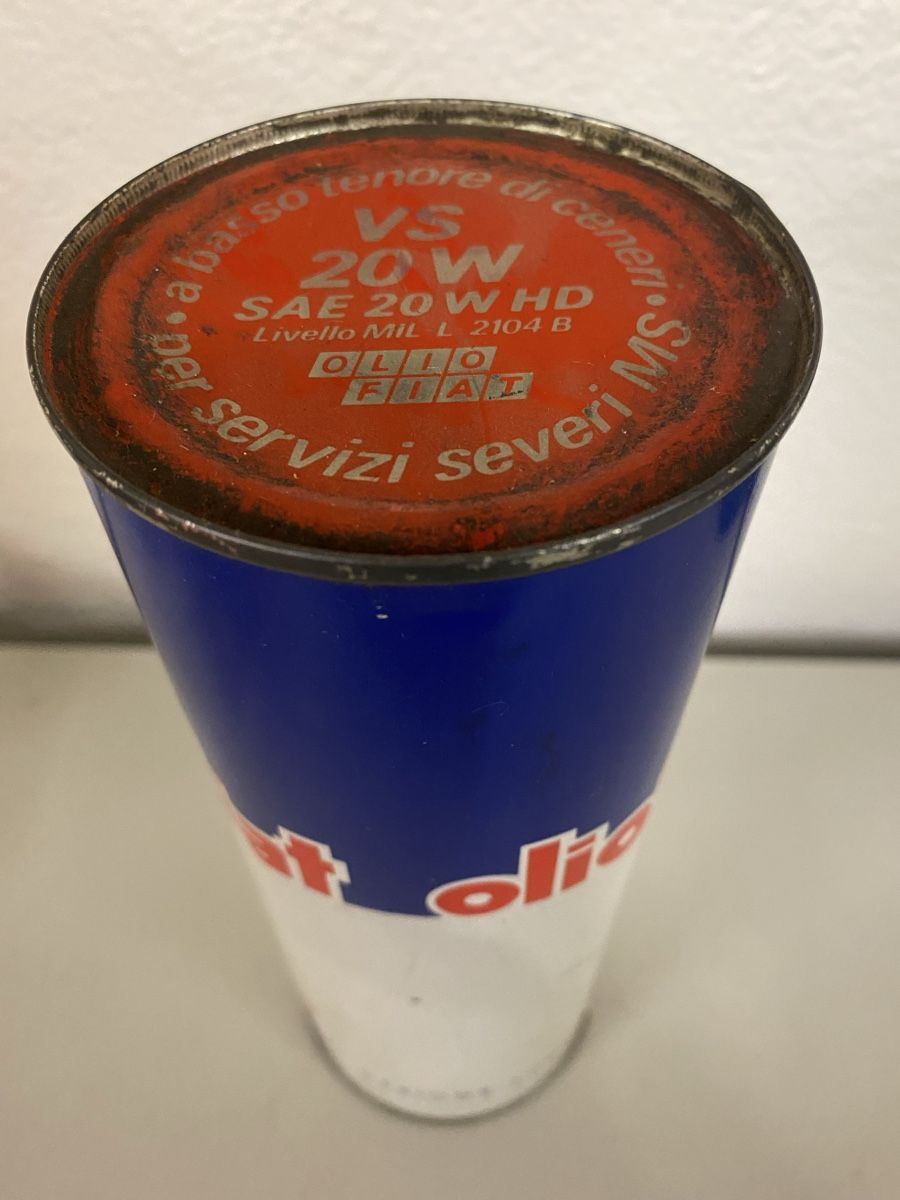 • a basso tenore di ceneri •
VS
20 W
SAE 20 W HD
Livello MIL-L 2104 B
OLIO
FIAT
per servizi severi MS
at olio